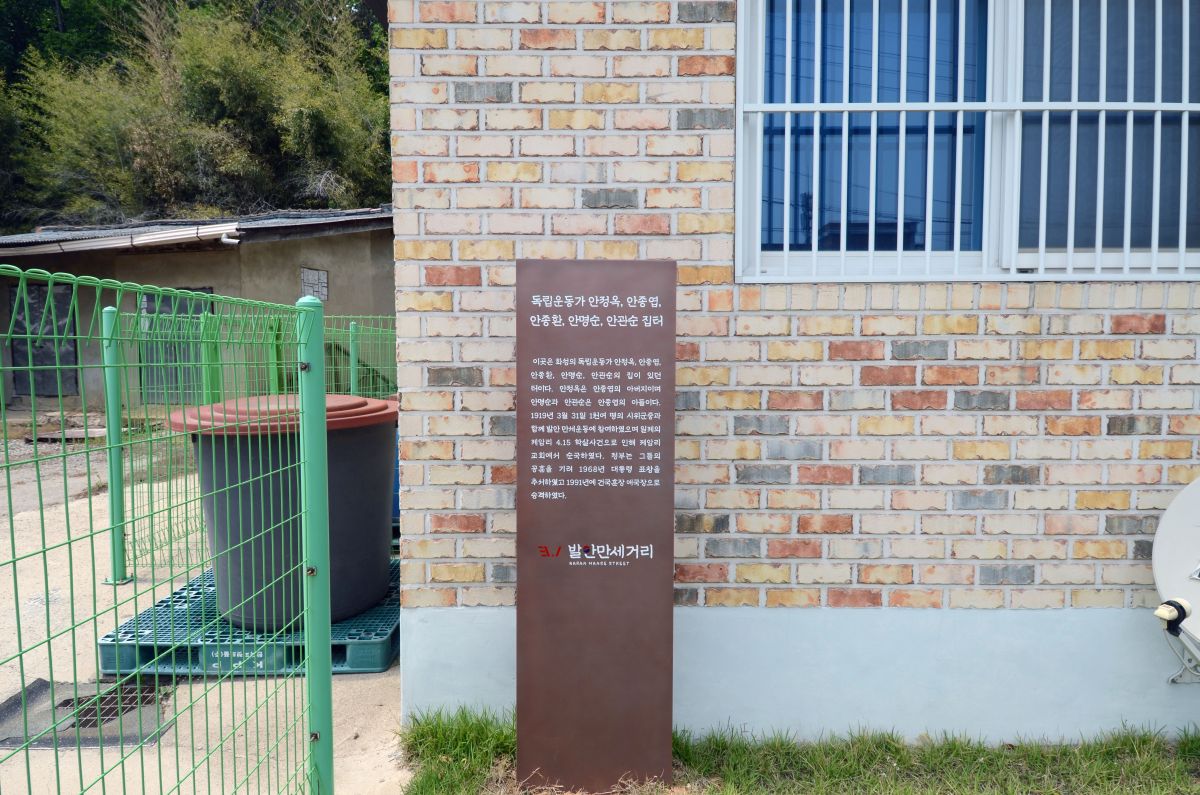 독립운동가 안정옥, 안종엽,
안종환, 안명순, 안관순 집터
이곳은 화성의 독립운동가 안정옥, 안종엽,
안종환, 안명순, 안관순의 집이 있던
터이다. 안정옥은 안종엽의 아버지이며
안명순과 안관순은 안종환의 아들이다.
1919년 3월 31일 1천여 명의 시위군중과
함께 발안 만세운동에 참여하였으며 일제의
제암리 4.15 학살사건으로 인해 제암리
교회에서 순국하였다. 정부는 그들의
공훈을 기려 1968년 대통령 표창을
추서하였고 1991년에 건국훈장 애국장으로
승격하였다.
3.1 발안만세거리
BARAN MANSE STREET